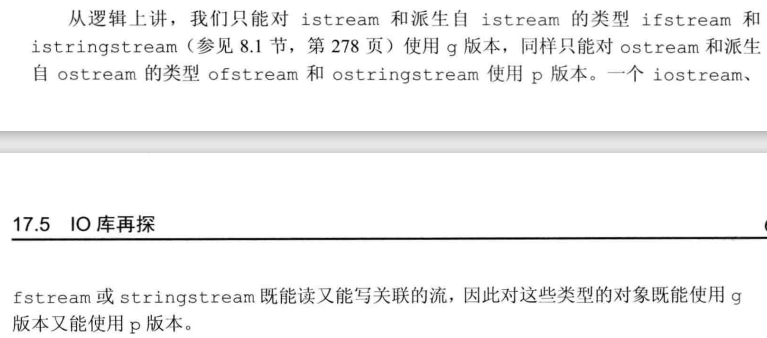 从逻辑上讲，我们只能对 istream 和派生自 istream 的类型 ifstream 和
istringstream（参见 8.1 节，第 278 页）使用 g 版本，同样只能对 ostream 和派生
自 ostream 的类型 ofstream 和 ostringstream 使用 p 版本。一个 iostream、
17.5 IO 库再探
fstream 或 stringstream 既能读又能写关联的流，因此对这些类型的对象既能使用 g
版本又能使用 p 版本。